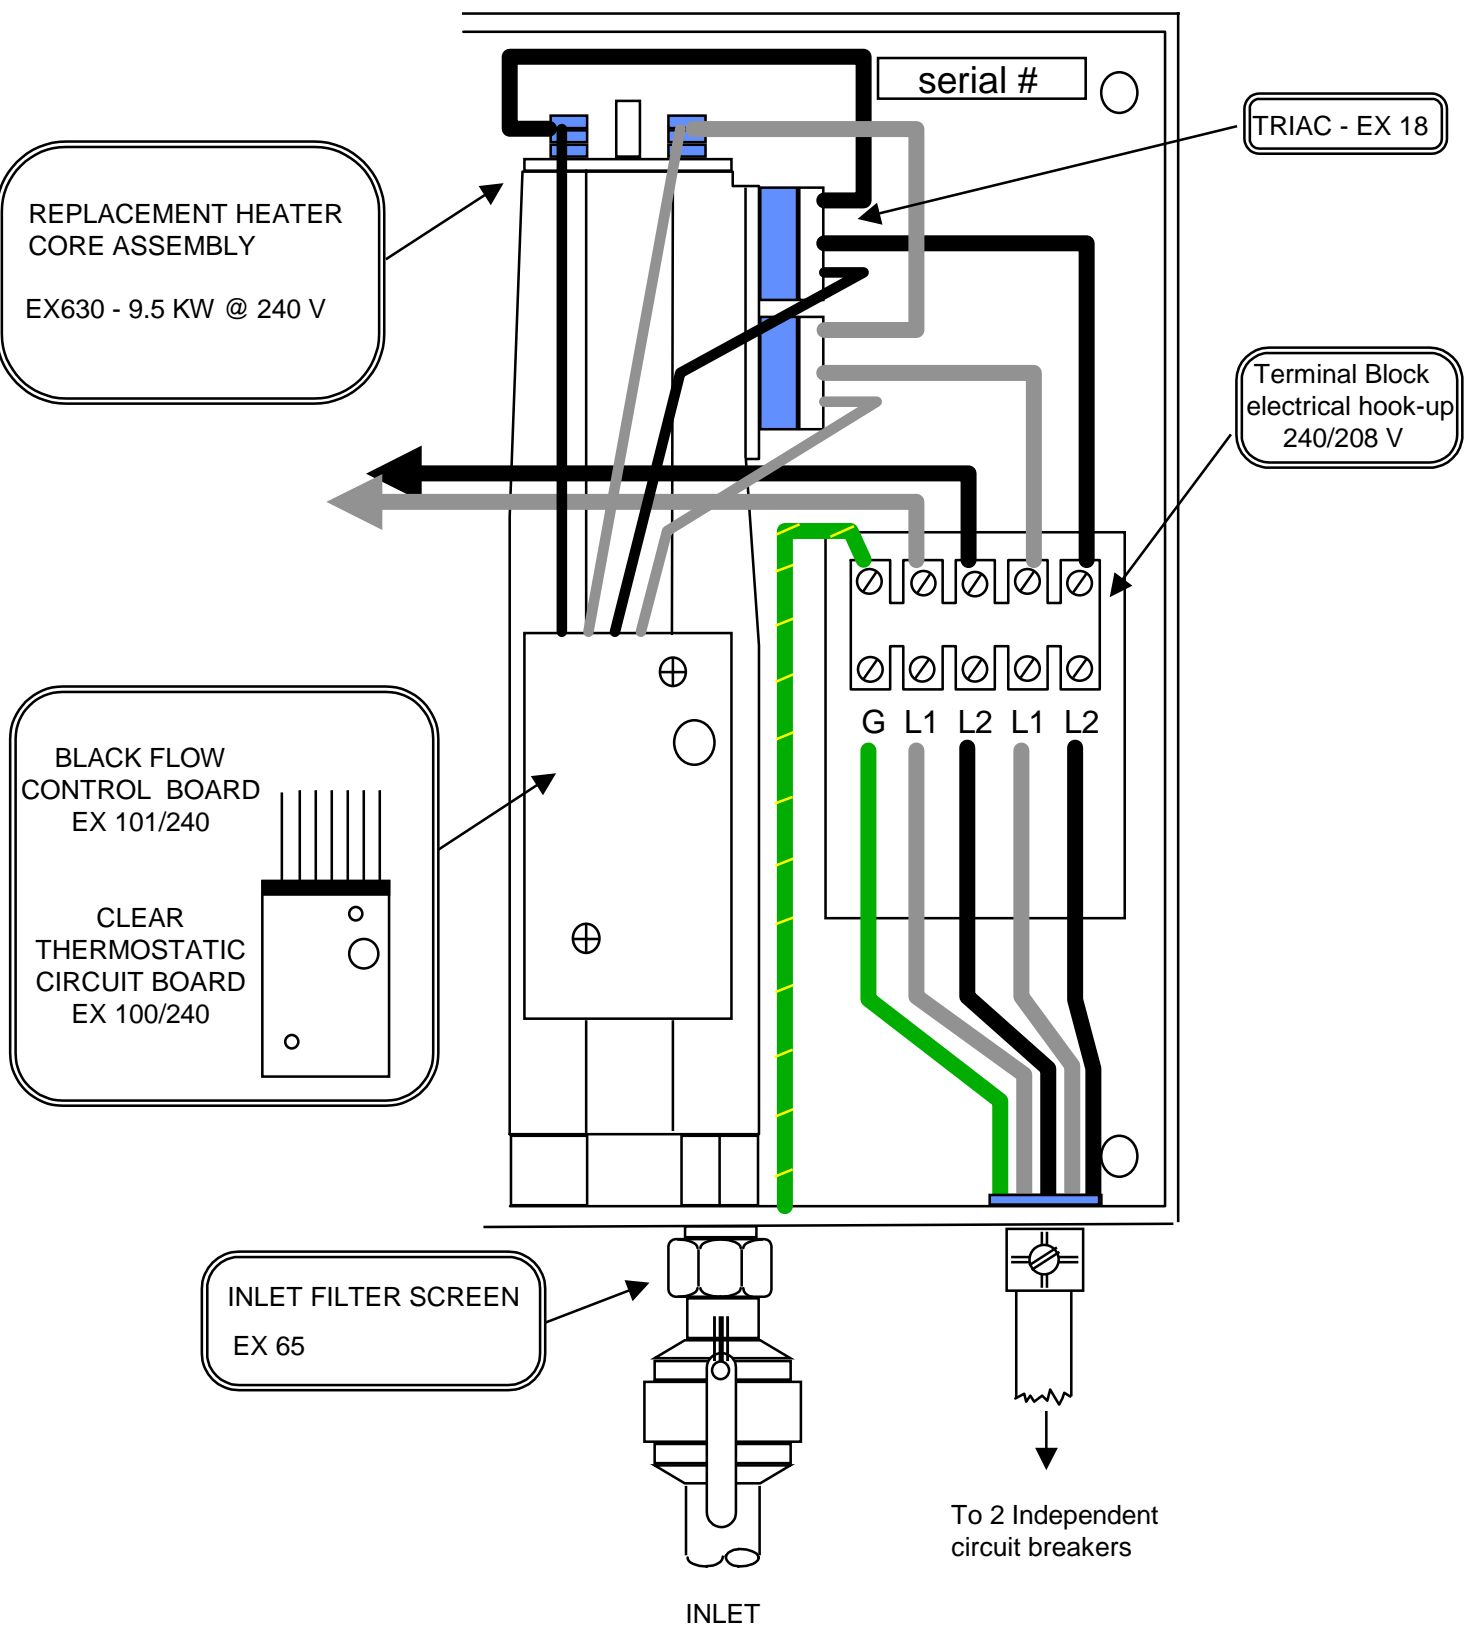 serial #
TRIAC - EX 18
REPLACEMENT HEATER
CORE ASSEMBLY
EX630 - 9.5 KW @ 240 V
Terminal Block
electrical hook-up
240/208 V
G L1 L2 L1 L2
BLACK FLOW
CONTROL BOARD
EX 101/240
CLEAR
THERMOSTATIC
CIRCUIT BOARD
EX 100/240
INLET FILTER SCREEN
EX 65
To 2 Independent
circuit breakers
INLET